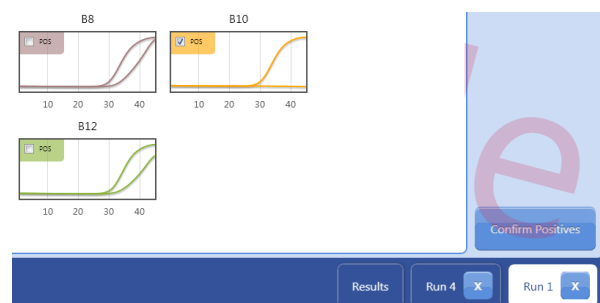 B8 B10
POS POS
10 20 30 40 10 20 30 40
B12
POS
10 20 30 40
e
Confirm Positives
Results Run 4 X Run 1 X